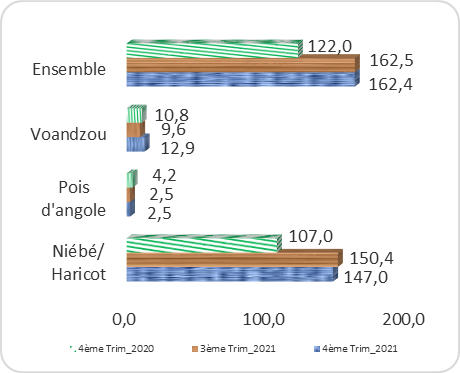 Ensemble
122,0
162,5
162,4
Voandzou
10,8
9,6
12,9
Pois
d'angole
4,2
2,5
2,5
Niébé/
Haricot
107,0
150,4
147,0
0,0 100,0 200,0
4ème Trim_2020 3ème Trim_2021 4ème Trim_2021